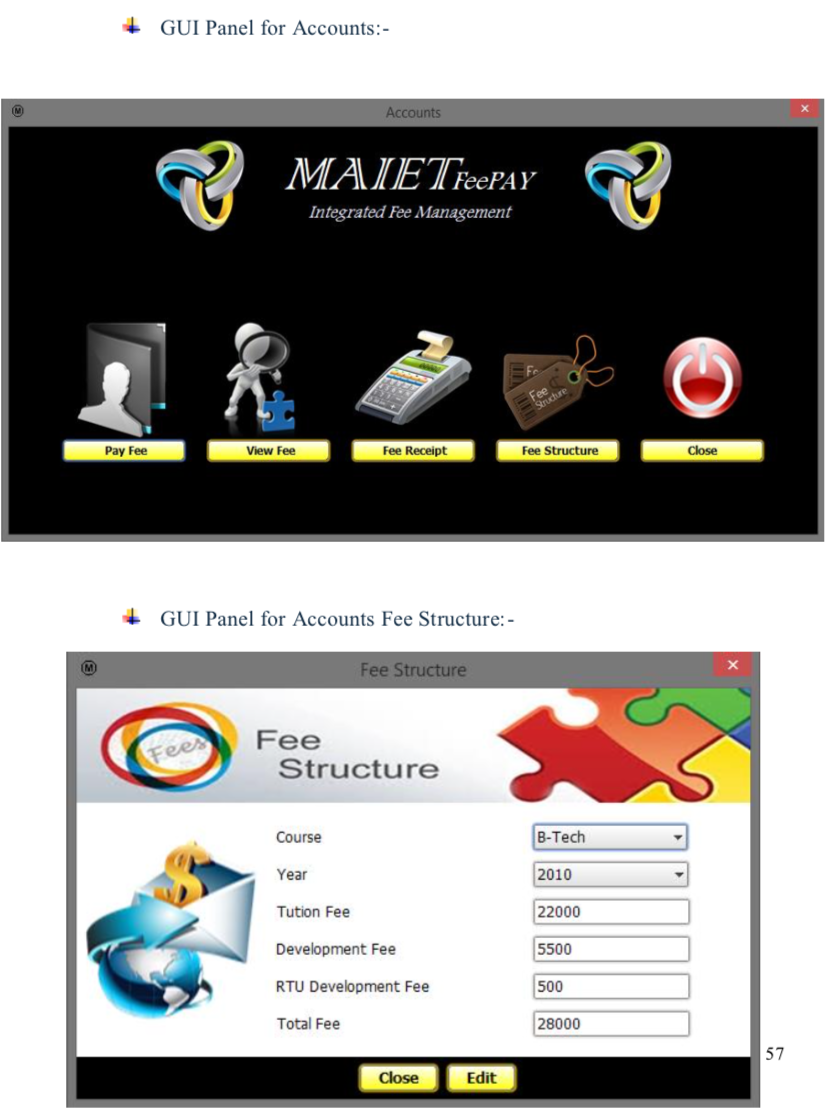 GUI Panel for Accounts:-
M
Accounts
MAIET FeePAY
Integrated Fee Management
Fee
Fee
Structure
Pay Fee
View Fee
Fee Receipt
Fee Structure
Close
GUI Panel for Accounts Fee Structure:-
M
Fee Structure
Fees
Fee
Structure
Course B-Tech
Year 2010
Tution Fee 22000
Development Fee 5500
RTU Development Fee 500
Total Fee 28000
57
Close Edit